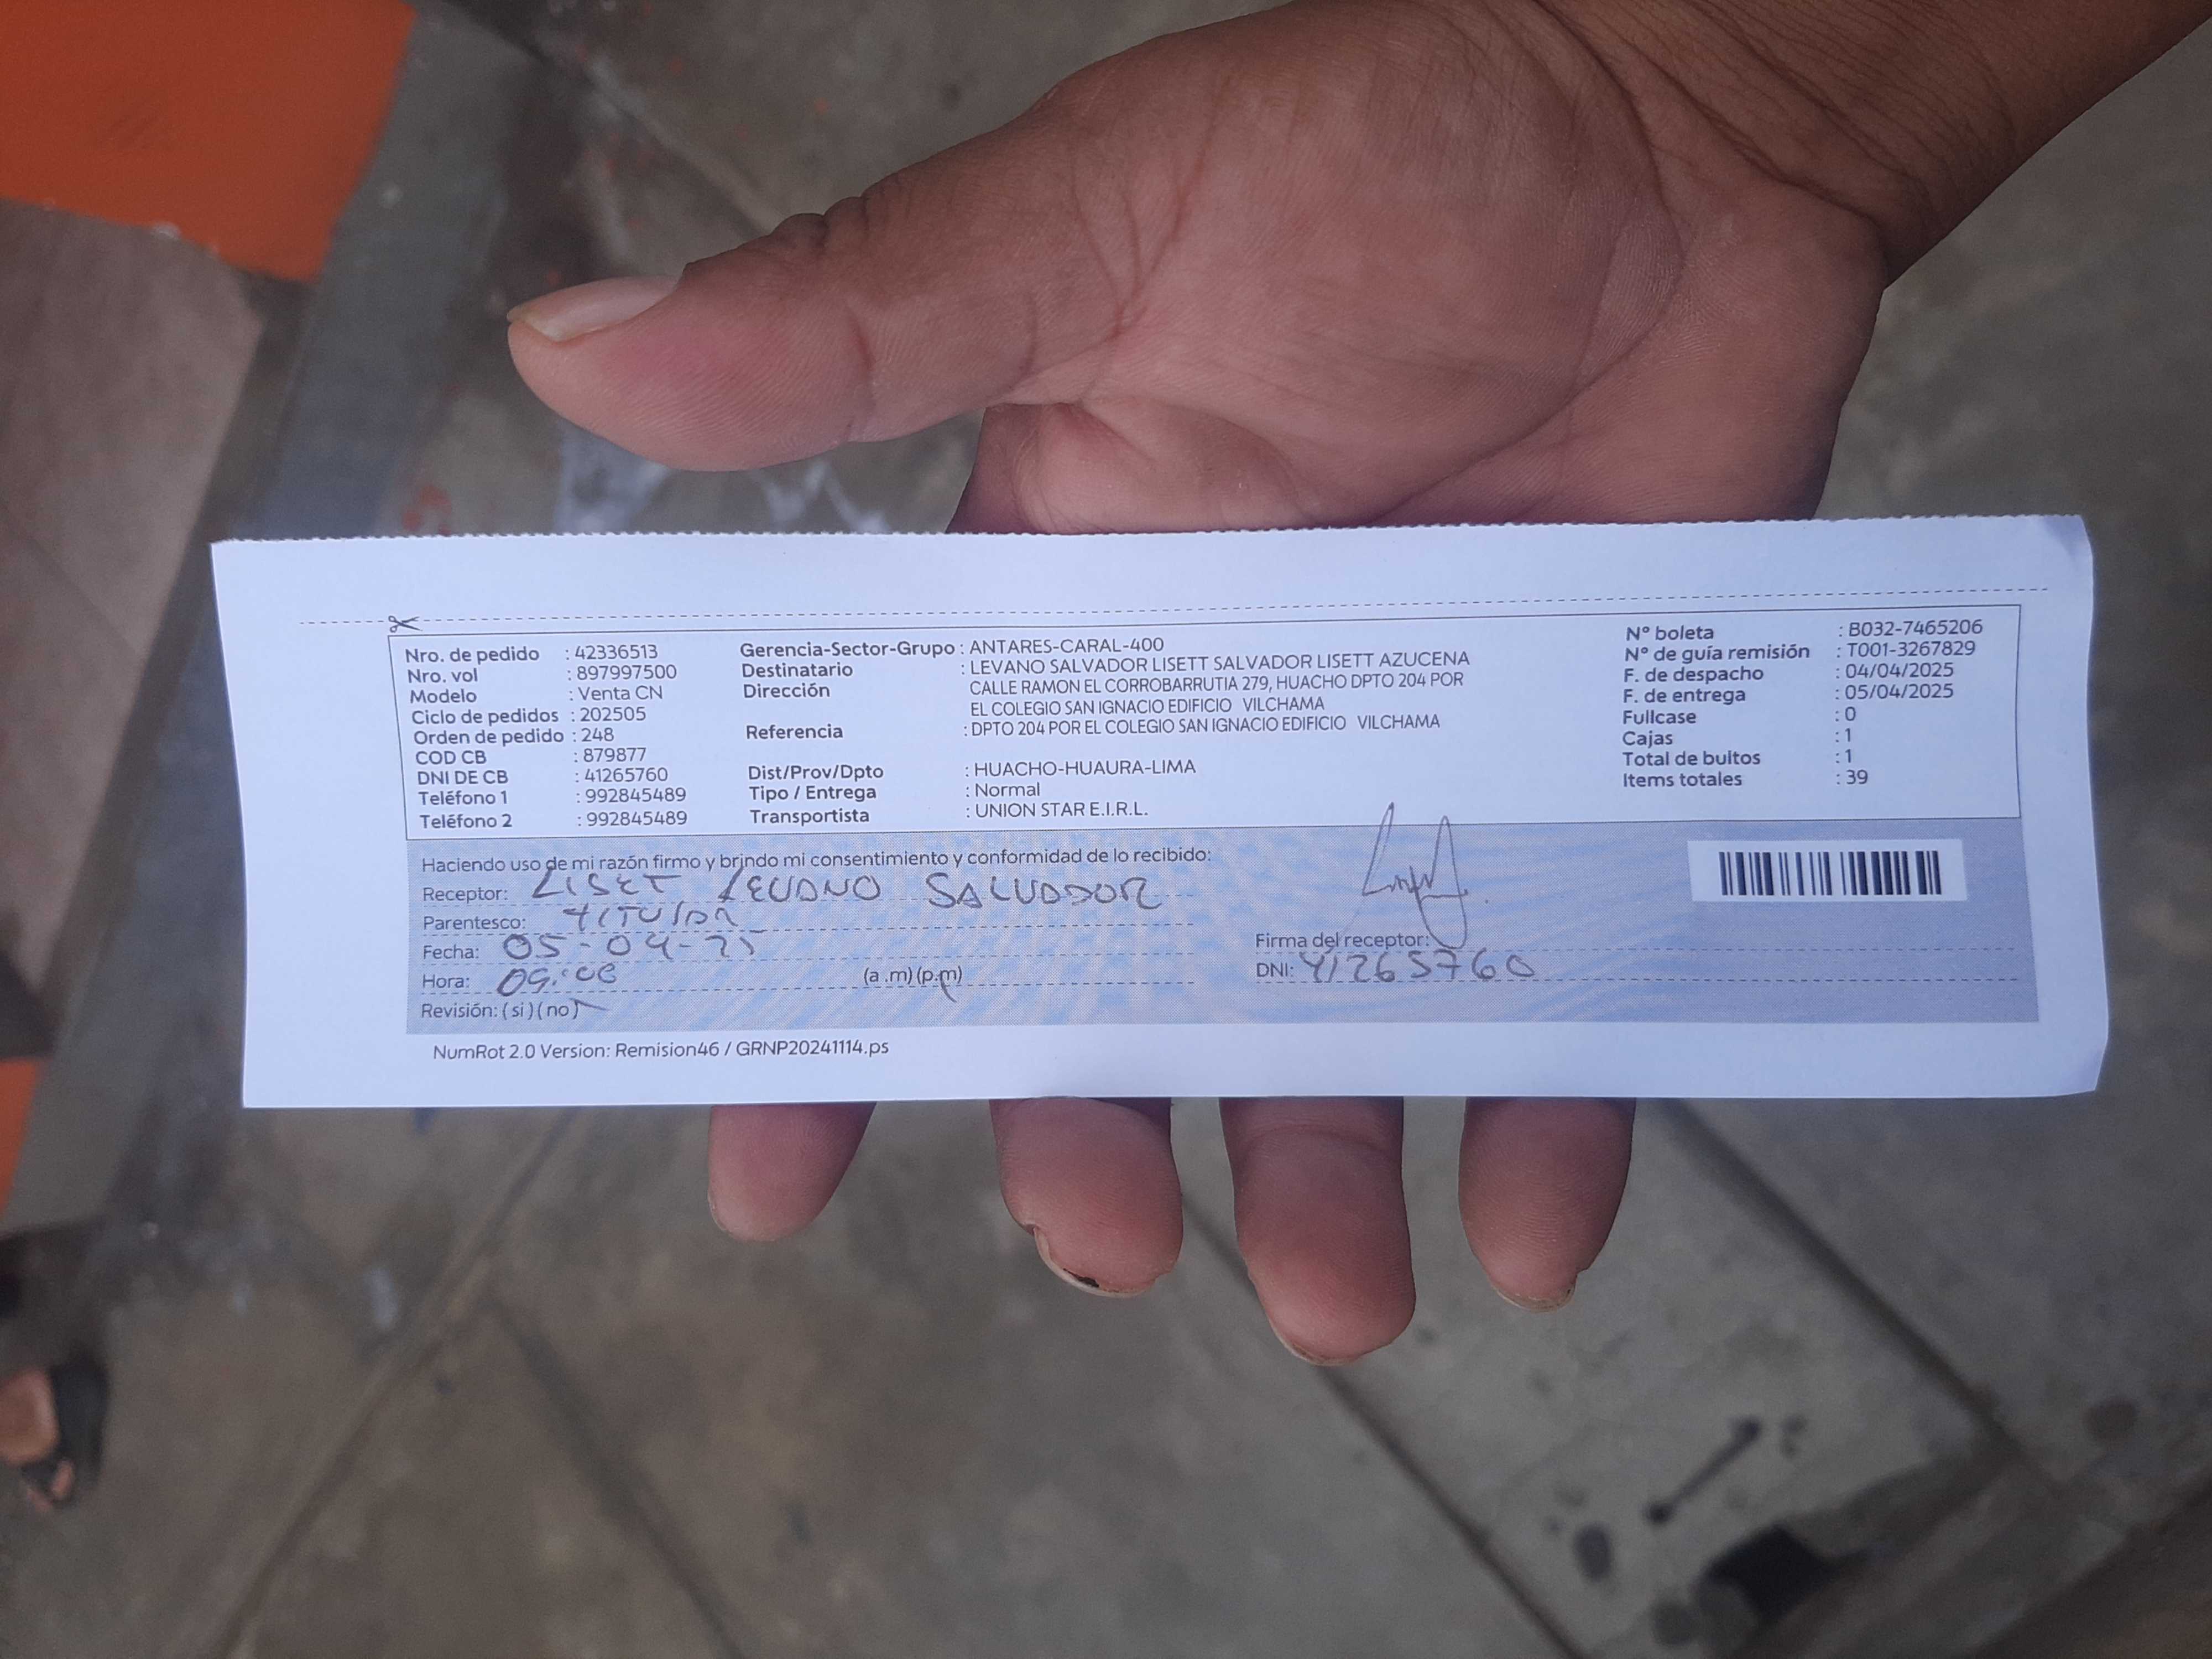 Nro. de pedido : 42336513
Nro. vol : 897997500
Modelo : Venta CN
Ciclo de pedidos : 202505
Orden de pedido : 248
COD CB : 879877
DNI DE CB : 41265760
Teléfono 1 : 992845489
Teléfono 2 : 992845489
Gerencia-Sector-Grupo : ANTARES-CARAL-400
Destinatario : LEVANO SALVADOR LISETT SALVADOR LISETT AZUCENA
Dirección CALLE RAMON EL CORROBARRUTIA 279, HUACHO DPTO 204 POR
EL COLEGIO SAN IGNACIO EDIFICIO VILCHAMA
Referencia : DPTO 204 POR EL COLEGIO SAN IGNACIO EDIFICIO VILCHAMA
Dist/Prov/Dpto : HUACHO-HUAURA-LIMA
Tipo / Entrega : Normal
Transportista : UNION STAR E.I.R.L.
N° boleta : B032-7465206
N° de guía remisión : T001-3267829
F. de despacho : 04/04/2025
F. de entrega : 05/04/2025
Fullcase : 0
Cajas : 1
Total de bultos : 1
Items totales : 39
Haciendo uso de mi razón firmo y brindo mi consentimiento y conformidad de lo recibido:
Receptor: LISET LEVANO SALVADOR
Parentesco: TITULAR
Fecha: 05-04-25
Hora: (a.m) (p.m)
Revisión: (si) (no)
Firma del receptor:
DNI: 41265760
NumRot 2.0 Version: Remision46 / GRNP20241114.ps